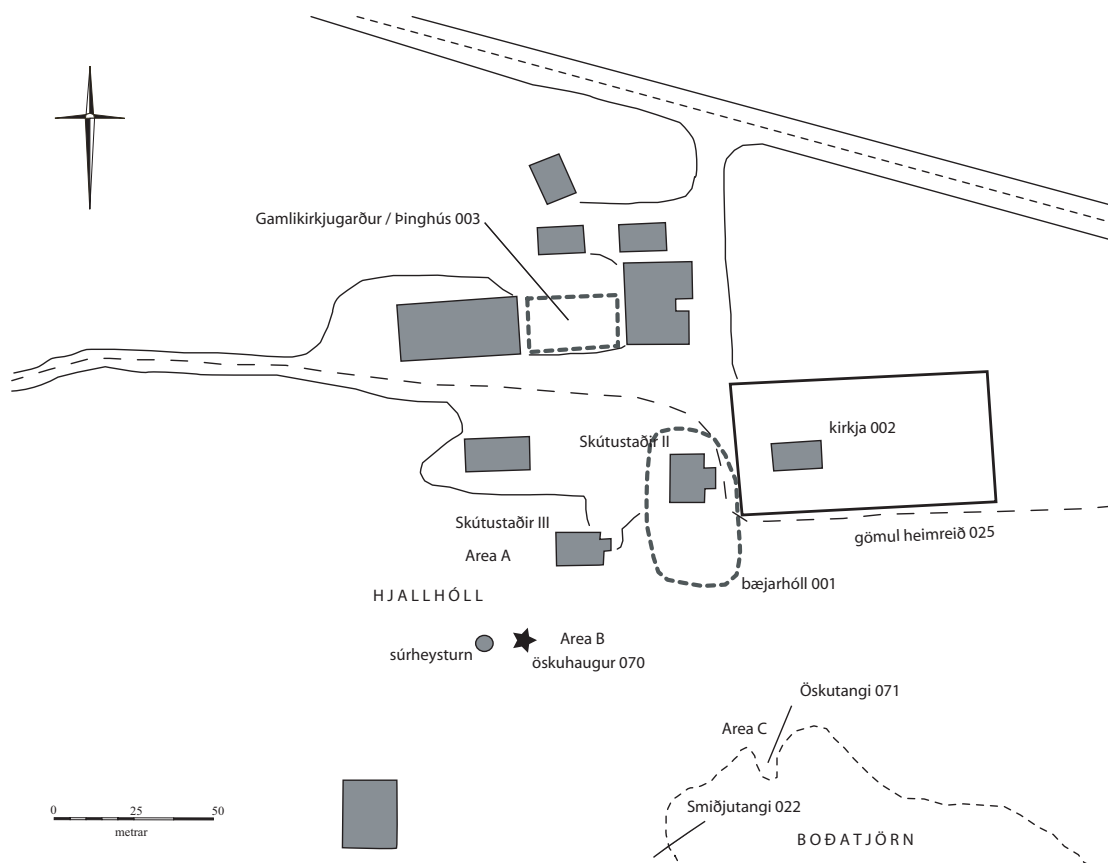 Gamlikirkjugarður / Þinghús 003
kirkja 002
Skútustaðir II
Skútustaðir III
gömul heimreið 025
Area A
bæjarhóll 001
HJALLHÓLL
Area B
súrheysturn
öskuhaugur 070
Öskutangi 071
Area C
Smiðjutangi 022
0 25 50
metrar
BOÐATJÖRN